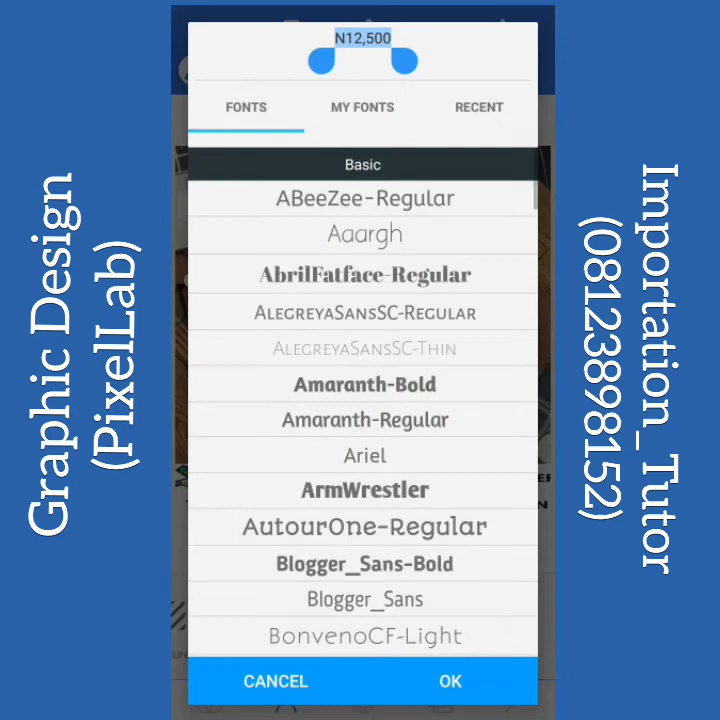 Graphic Design
(PixelLab)
N12,500
FONTS
MY FONTS
RECENT
Basic
ABeeZee-Regular
Aaargh
AbrilFatface-Regular
AlegreyaSansSC-Regular
AlegreyaSansSC-Thin
Amaranth-Bold
Amaranth-Regular
Ariel
ArmWrestler
AutourOne-Regular
Blogger_Sans-Bold
Blogger_Sans
BonvenoCF-Light
CANCEL
OK
Importation_Tutor
(08123898152)